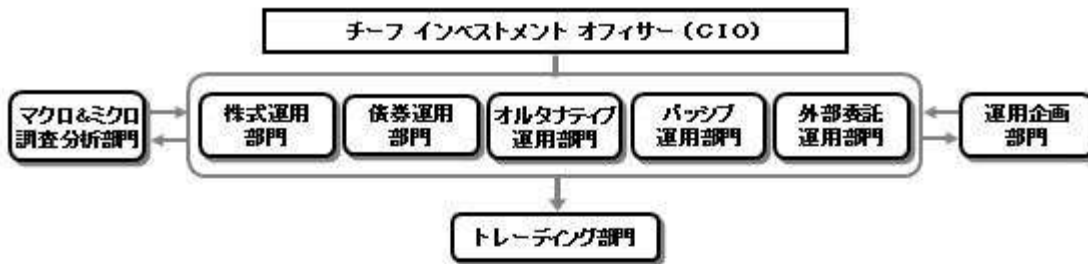 チーフ インベストメント オフィサー (CIO)
マクロ&ミクロ
調査分析部門
株式運用
部門
債券運用
部門
オルタナティブ
運用部門
パッシブ
運用部門
外部委託
運用部門
運用企画
部門
トレーディング部門